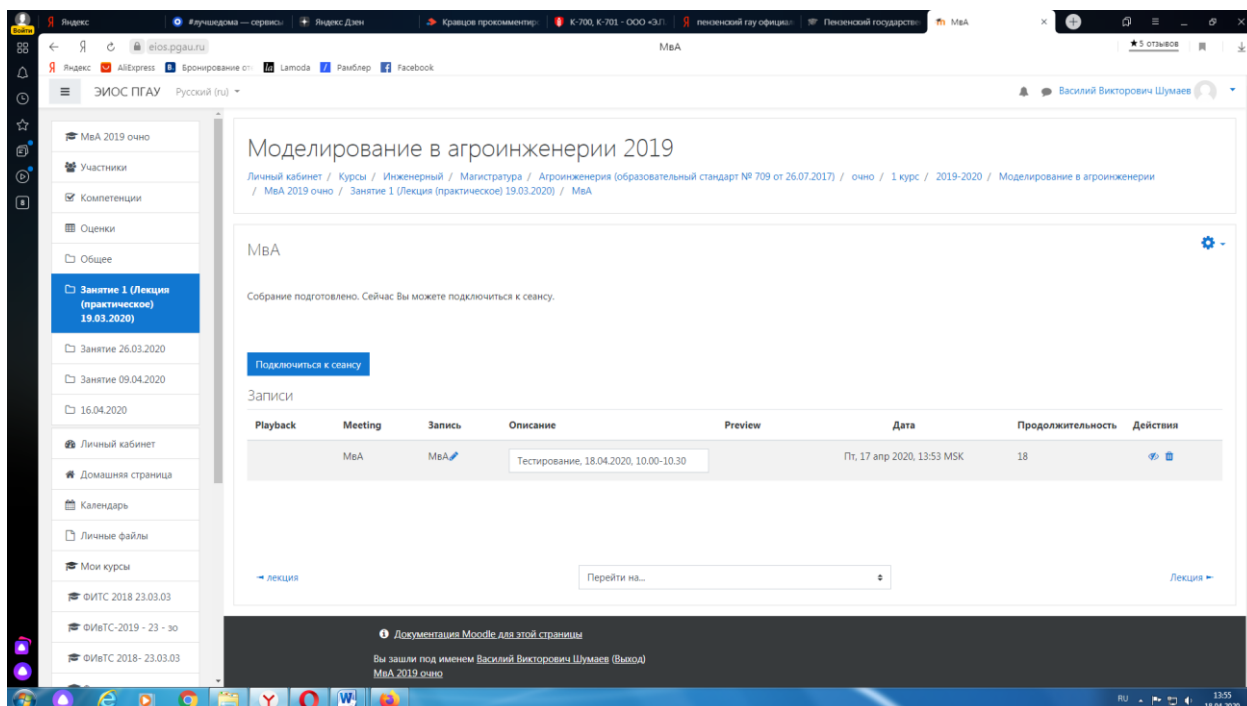 Яндекс
#лучшедома — сервисы
Яндекс Дзен
Кравцов прокомментиро
К-700, К-701 - ООО «ЗЛ
пензенский гау официал
Пензенский государстве
МвА
Войти
eios.pgau.ru
МвА
★5 отзывов
Яндекс
AliExpress
Бронирование от
Lamoda
Рамблер
Facebook
ЭИОС ПГАУ
Русский (ru)
Василий Викторович Шумаев
МвА 2019 очно
Участники
Компетенции
Оценки
Общее
Занятие 1 (Лекция
(практическое)
19.03.2020)
Занятие 26.03.2020
Занятие 09.04.2020
16.04.2020
Личный кабинет
Домашняя страница
Календарь
Личные файлы
Мои курсы
ФИТС 2018 23.03.03
ФИвТС-2019 - 23 - зо
ФИвТС 2018- 23.03.03
Моделирование в агроинженерии 2019
Личный кабинет / Курсы / Инженерный / Магистратура / Агроинженерия (образовательный стандарт № 709 от 26.07.2017) / очно / 1 курс / 2019-2020 / Моделирование в агроинженерии
/ МвА 2019 очно / Занятие 1 (Лекция (практическое) 19.03.2020) / МвА
МвА
Собрание подготовлено. Сейчас Вы можете подключиться к сеансу.
Подключиться к сеансу
Записи
Playback Meeting Запись Описание Preview Дата Продолжительность Действия
МвА МвА Тестирование, 18.04.2020, 10.00-10.30 Пт, 17 апр 2020, 13:53 MSK 18
◄ лекция
Перейти на...
Лекция ►
Документация Moodle для этой страницы
Вы зашли под именем Василий Викторович Шумаев (Выход)
МвА 2019 очно
RU
13:55
18.04.2020